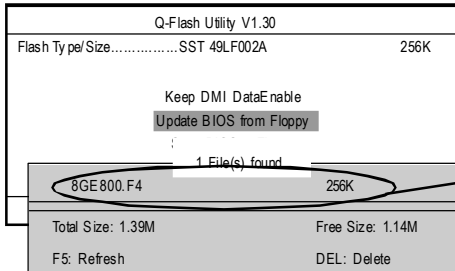 Q-Flash Utility V1.30
Flash Type/Size.................SST 49LF002A 256K
Keep DMI DataEnable
Update BIOS from Floppy
1 File(s) found
8GE800.F4 256K
Total Size: 1.39M Free Size: 1.14M
F5: Refresh DEL: Delete